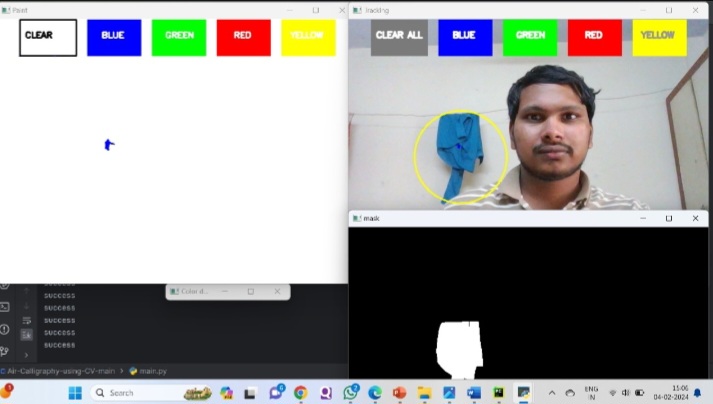 Paint
CLEAR BLUE GREEN RED YELLOW
Tracking
CLEAR ALL BLUE GREEN RED YELLOW
mask
Color d...
success
success
success
success
success
Air-Calligraphy-using-CV-main > main.py
Search
ENG
IN
15:06
04-02-2024